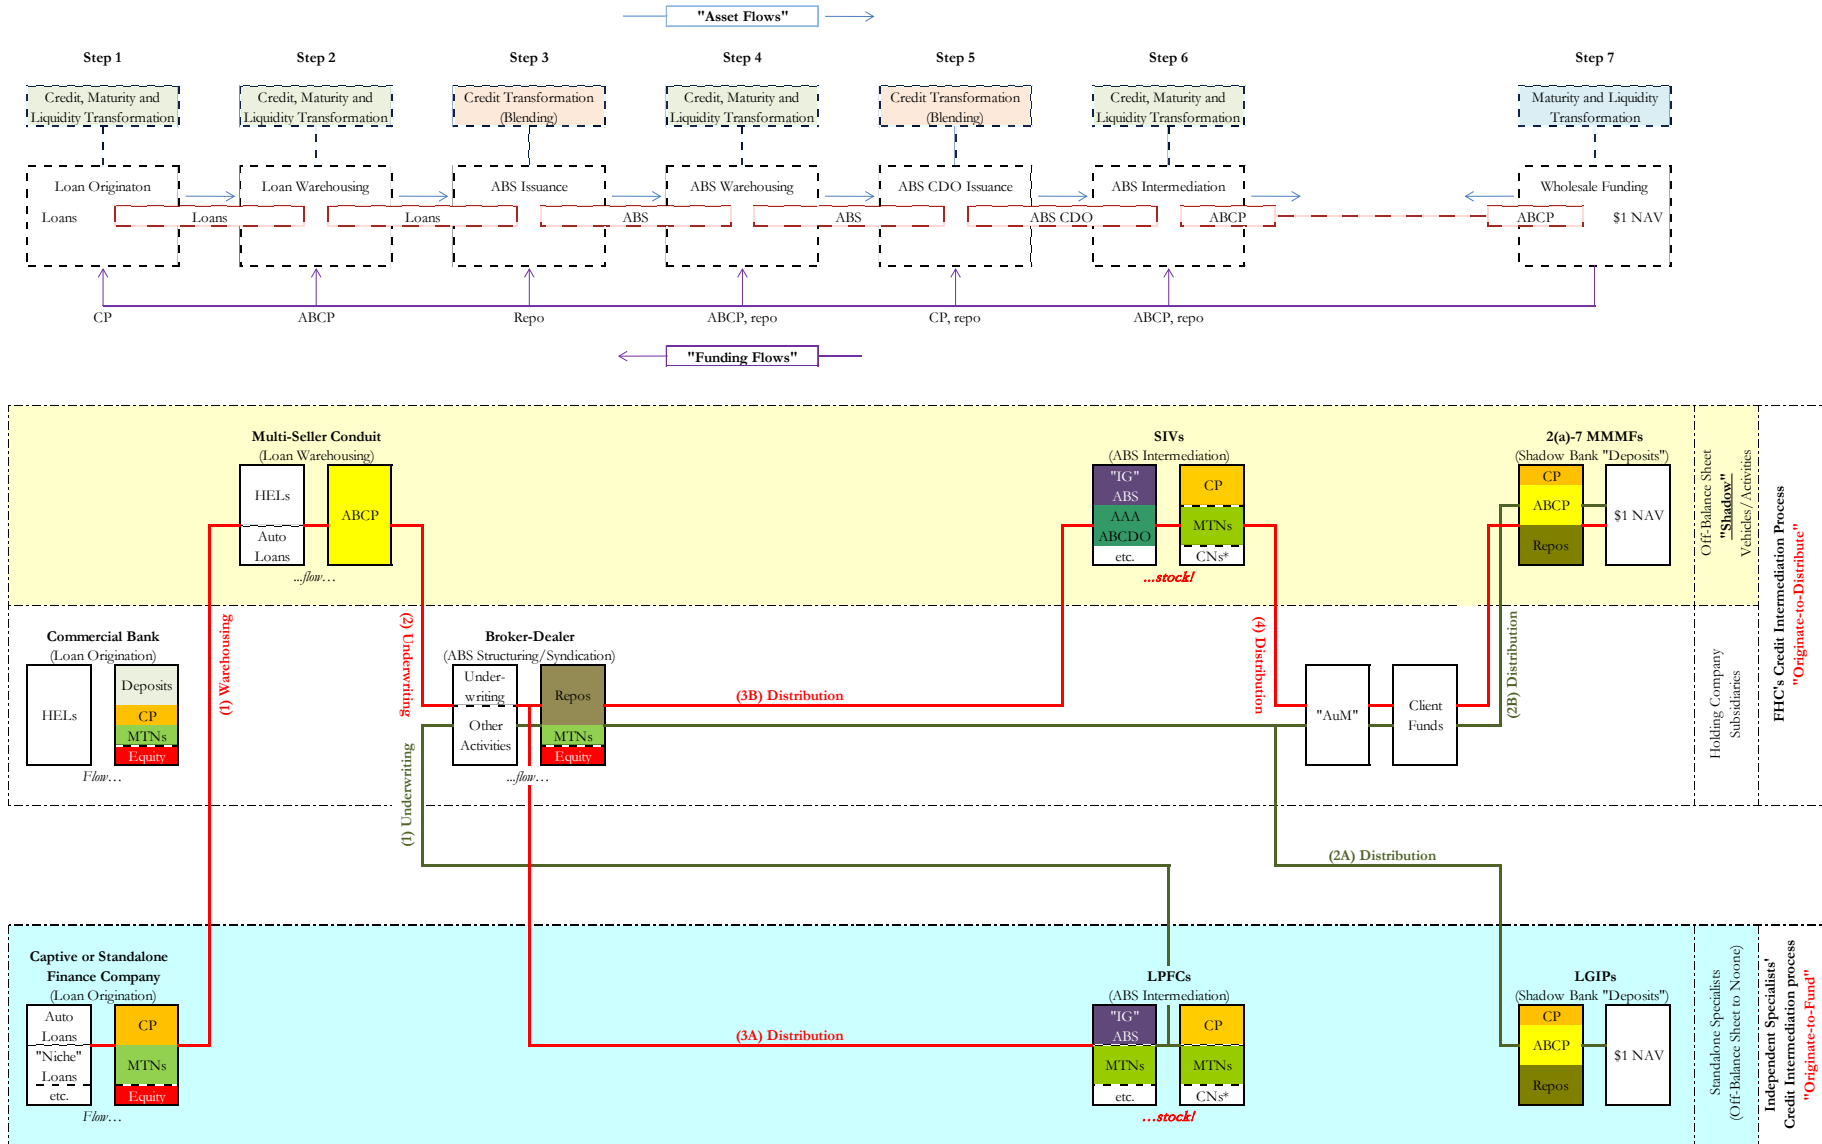 "Asset Flows"
Step 1
Step 2
Step 3
Step 4
Step 5
Step 6
Step 7
Credit, Maturity and
Liquidity Transformation
Credit, Maturity and
Liquidity Transformation
Credit Transformation
(Blending)
Credit, Maturity and
Liquidity Transformation
Credit Transformation
(Blending)
Credit, Maturity and
Liquidity Transformation
Maturity and Liquidity
Transformation
Loan Originaton
Loan Warehousing
ABS Issuance
ABS Warehousing
ABS CDO Issuance
ABS Intermediation
Wholesale Funding
Loans
Loans
Loans
ABS
ABS
ABS CDO
ABCP
ABCP
$1 NAV
CP
ABCP
Repo
ABCP, repo
CP, repo
ABCP, repo
"Funding Flows"
Multi-Seller Conduit
(Loan Warehousing)
HELs
Auto
Loans
ABCP
...flow…
SIVs
(ABS Intermediation)
"IG"
ABS
AAA
ABCDO
etc.
CP
MTNs
CNs*
...stock!
2(a)-7 MMMFs
(Shadow Bank "Deposits")
CP
ABCP
Repos
$1 NAV
Off-Balance Sheet
"Shadow"
Vehicles/Activities
Commercial Bank
(Loan Origination)
HELs
Deposits
CP
MTNs
Equity
Flow…
(1) Warehousing
(2) Underwriting
Broker-Dealer
(ABS Structuring/Syndication)
Under-
writing
Other
Activities
Repos
MTNs
Equity
...flow…
(3B) Distribution
(4) Distribution
"AuM"
Client
Funds
(2B) Distribution
Holding Company
Subsidiaries
FHC's Credit Intermediation Process
"Originate-to-Distribute"
(1) Underwriting
(2A) Distribution
Captive or Standalone
Finance Company
(Loan Origination)
Auto
Loans
"Niche"
Loans
etc.
CP
MTNs
Equity
Flow…
(3A) Distribution
LPFCs
(ABS Intermediation)
"IG"
ABS
MTNs
etc.
CP
MTNs
CNs*
...stock!
LGIPs
(Shadow Bank "Deposits")
CP
ABCP
Repos
$1 NAV
Standalone Specialists
(Off-Balance Sheet to Noone)
Independent Specialists'
Credit Intermediation process
"Originate-to-Fund"